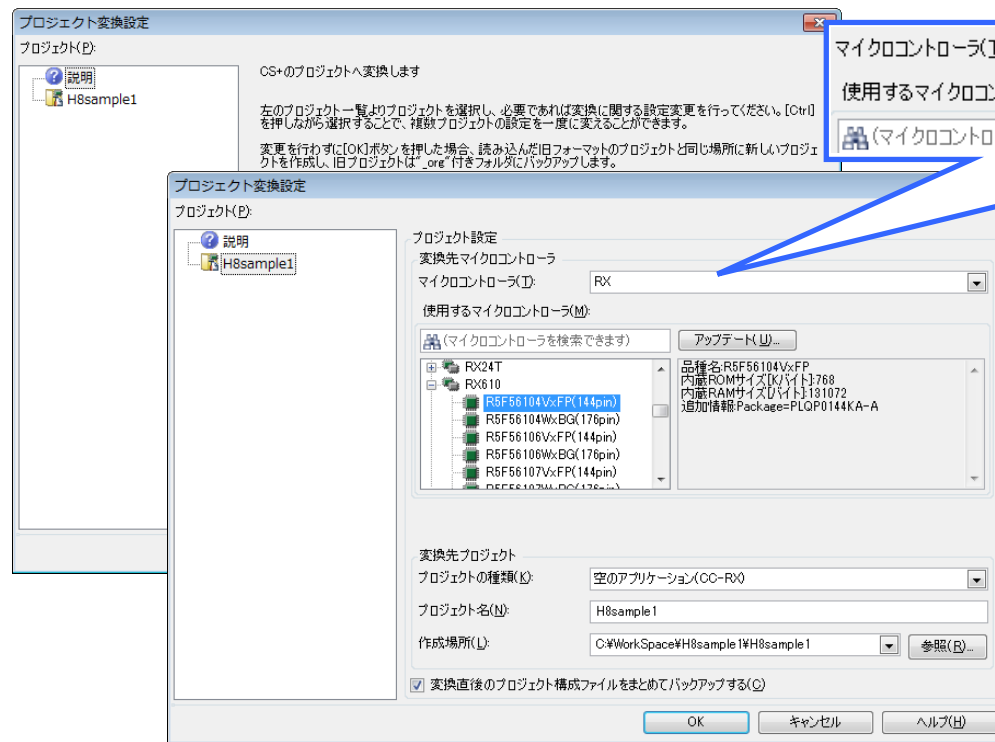 プロジェクト変換設定
プロジェクト(P):
説明
H8sample1
CS+のプロジェクトへ変換します
左のプロジェクト一覧よりプロジェクトを選択し、必要であれば変換に関する設定変更を行ってください。[Ctrl]
を押しながら選択することで、複数プロジェクトの設定を一度に変えることができます。
変更を行わずに[OK]ボタンを押した場合、読み込んだ旧フォーマットのプロジェクトと同じ場所に新しいプロジェ
クトを作成し、旧プロジェクトは"_org"付きフォルダにバックアップします。
マイクロコントローラ(T
使用するマイクロコン
(マイクロコントロ
プロジェクト変換設定
プロジェクト(P):
説明
H8sample1
プロジェクト設定
変換先マイクロコントローラ
マイクロコントローラ(T): RX
使用するマイクロコントローラ(M):
(マイクロコントローラを検索できます) アップデート(U)...
RX24T
RX610
R5F56104VxFP(144pin)
R5F56104WxBG(176pin)
R5F56106VxFP(144pin)
R5F56106WxBG(176pin)
R5F56107VxFP(144pin)
R5F56107WxBG(176pin)
品種名:R5F56104VxFP
内蔵ROMサイズ[Kバイト]:768
内蔵RAMサイズ[バイト]:131072
追加情報:Package=PLQP0144KA-A
変換先プロジェクト
プロジェクトの種類(K): 空のアプリケーション(CC-RX)
プロジェクト名(N): H8sample1
作成場所(L): C:¥WorkSpace¥H8sample1¥H8sample1 参照(R)...
変換直後のプロジェクト構成ファイルをまとめてバックアップする(C)
OK キャンセル ヘルプ(H)